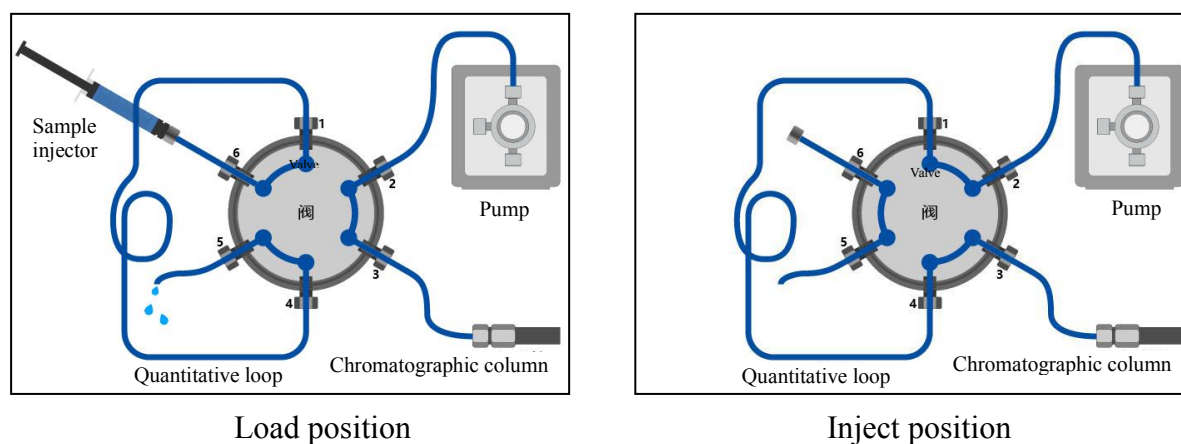 Sample
injector
6
1
Valve
2
阀
5
4
3
Pump
Quantitative loop
Chromatographic column
Load position
6
1
Valve
2
阀
5
4
3
Pump
Quantitative loop
Chromatographic column
Inject position